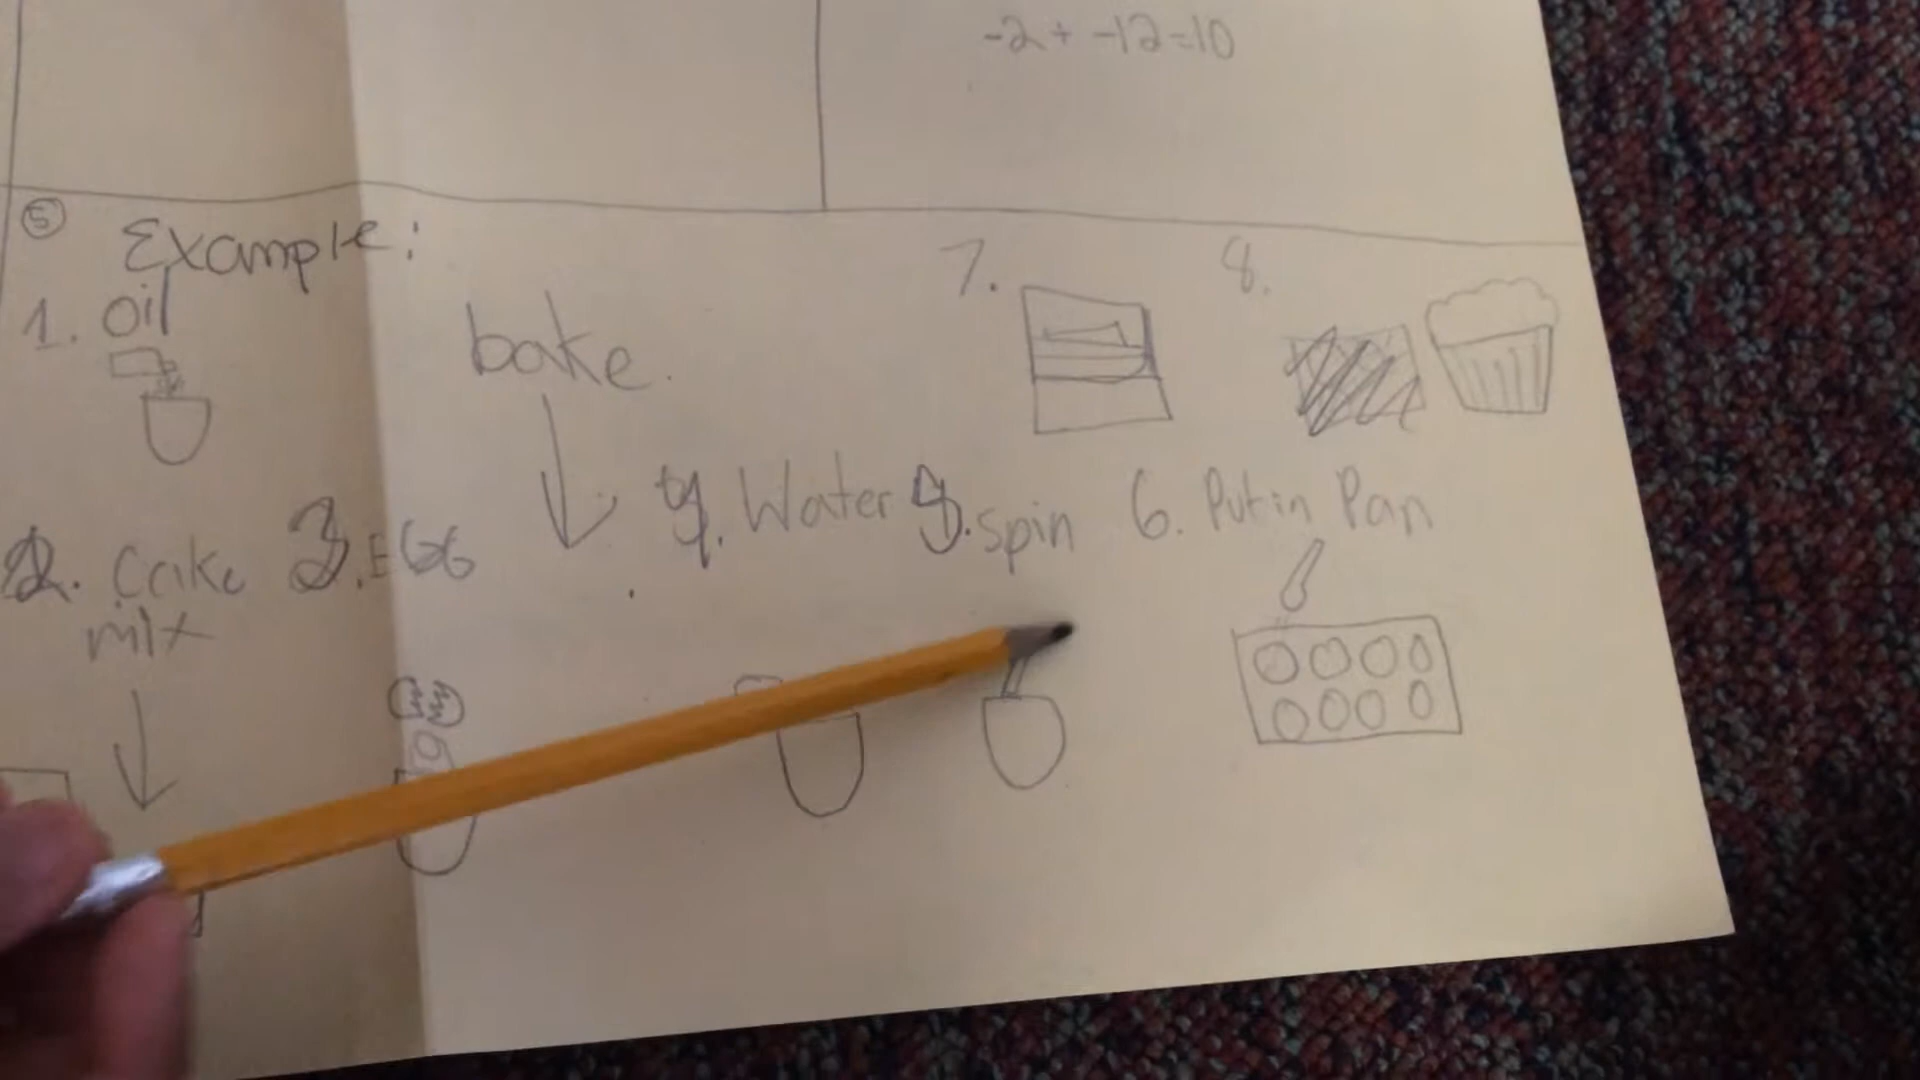 -2 + -12=10
⑤ Example:
1. oil
bake.
7.
8.
2. Cake
mix
3. EGG
4. Water
5. spin
6. Put in Pan